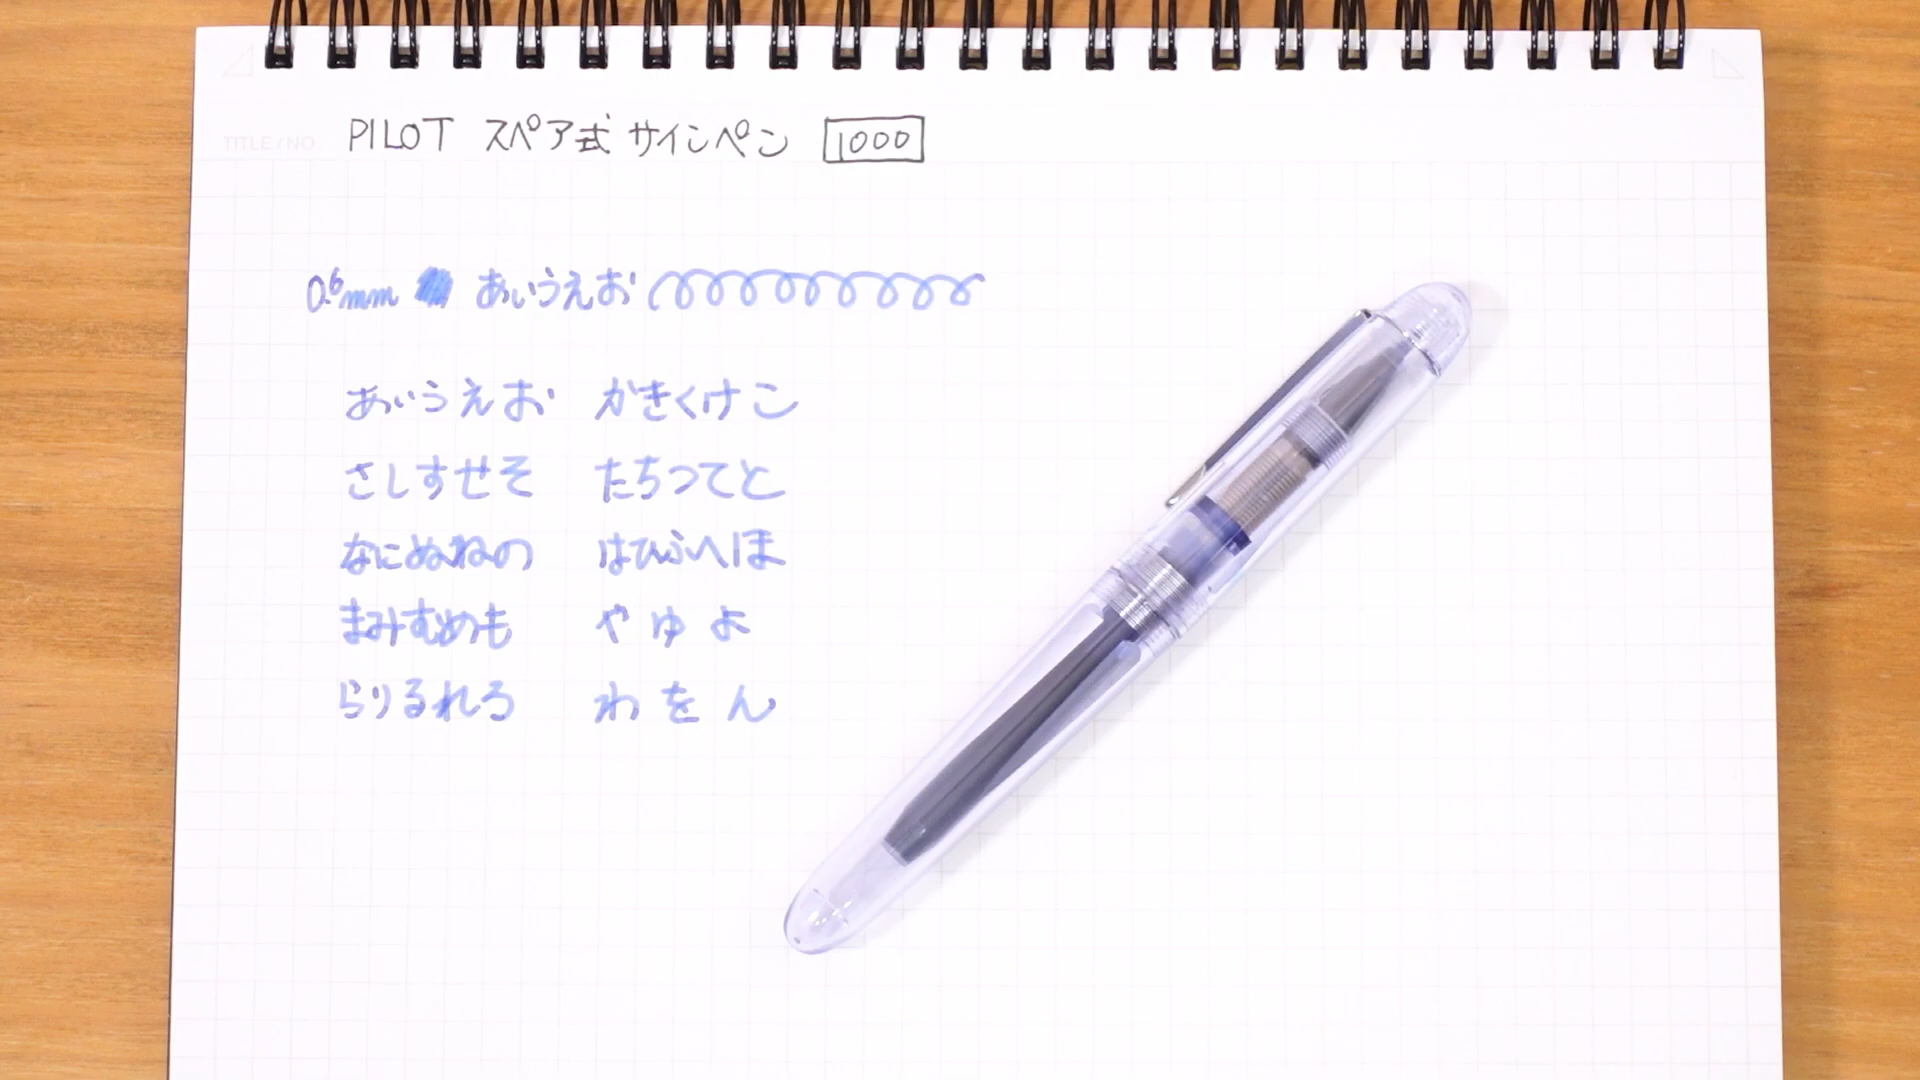 TITLE / NO PILOT スペア式 サインペン 1000
0.6mm あいうえお
あいうえお かきくけこ
さしすせそ たちつてと
なにぬねの はひふへほ
まみむめも や ゆ よ
らりるれろ わ を ん